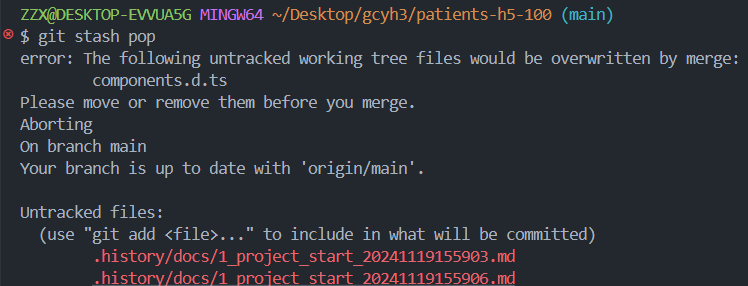 ZZX@DESKTOP-EVVUA5G MINGW64 ~/Desktop/gcyh3/patients-h5-100 (main)
$ git stash pop
error: The following untracked working tree files would be overwritten by merge:
        components.d.ts
Please move or remove them before you merge.
Aborting
On branch main
Your branch is up to date with 'origin/main'.

Untracked files:
  (use "git add <file>..." to include in what will be committed)
        .history/docs/1_project_start_20241119155903.md
        .history/docs/1_project_start_20241119155906.md